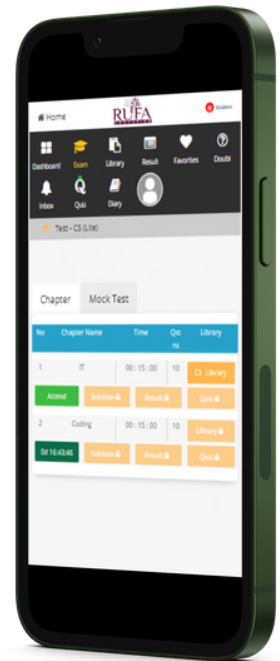 Home
RUFA
Student
Dashboard Exam Library Result Favorites Doubt
Inbox Quiz Diary
Test - CS (Lite)
Chapter Mock Test
No Chapter Name Time Qst Library
ns
1 IT 00 : 15 : 00 10 Library
Attend Solution Result Quiz
2 Coding 00 : 15 : 00 10 Library
0d 16:43:46 Solution Result Quiz